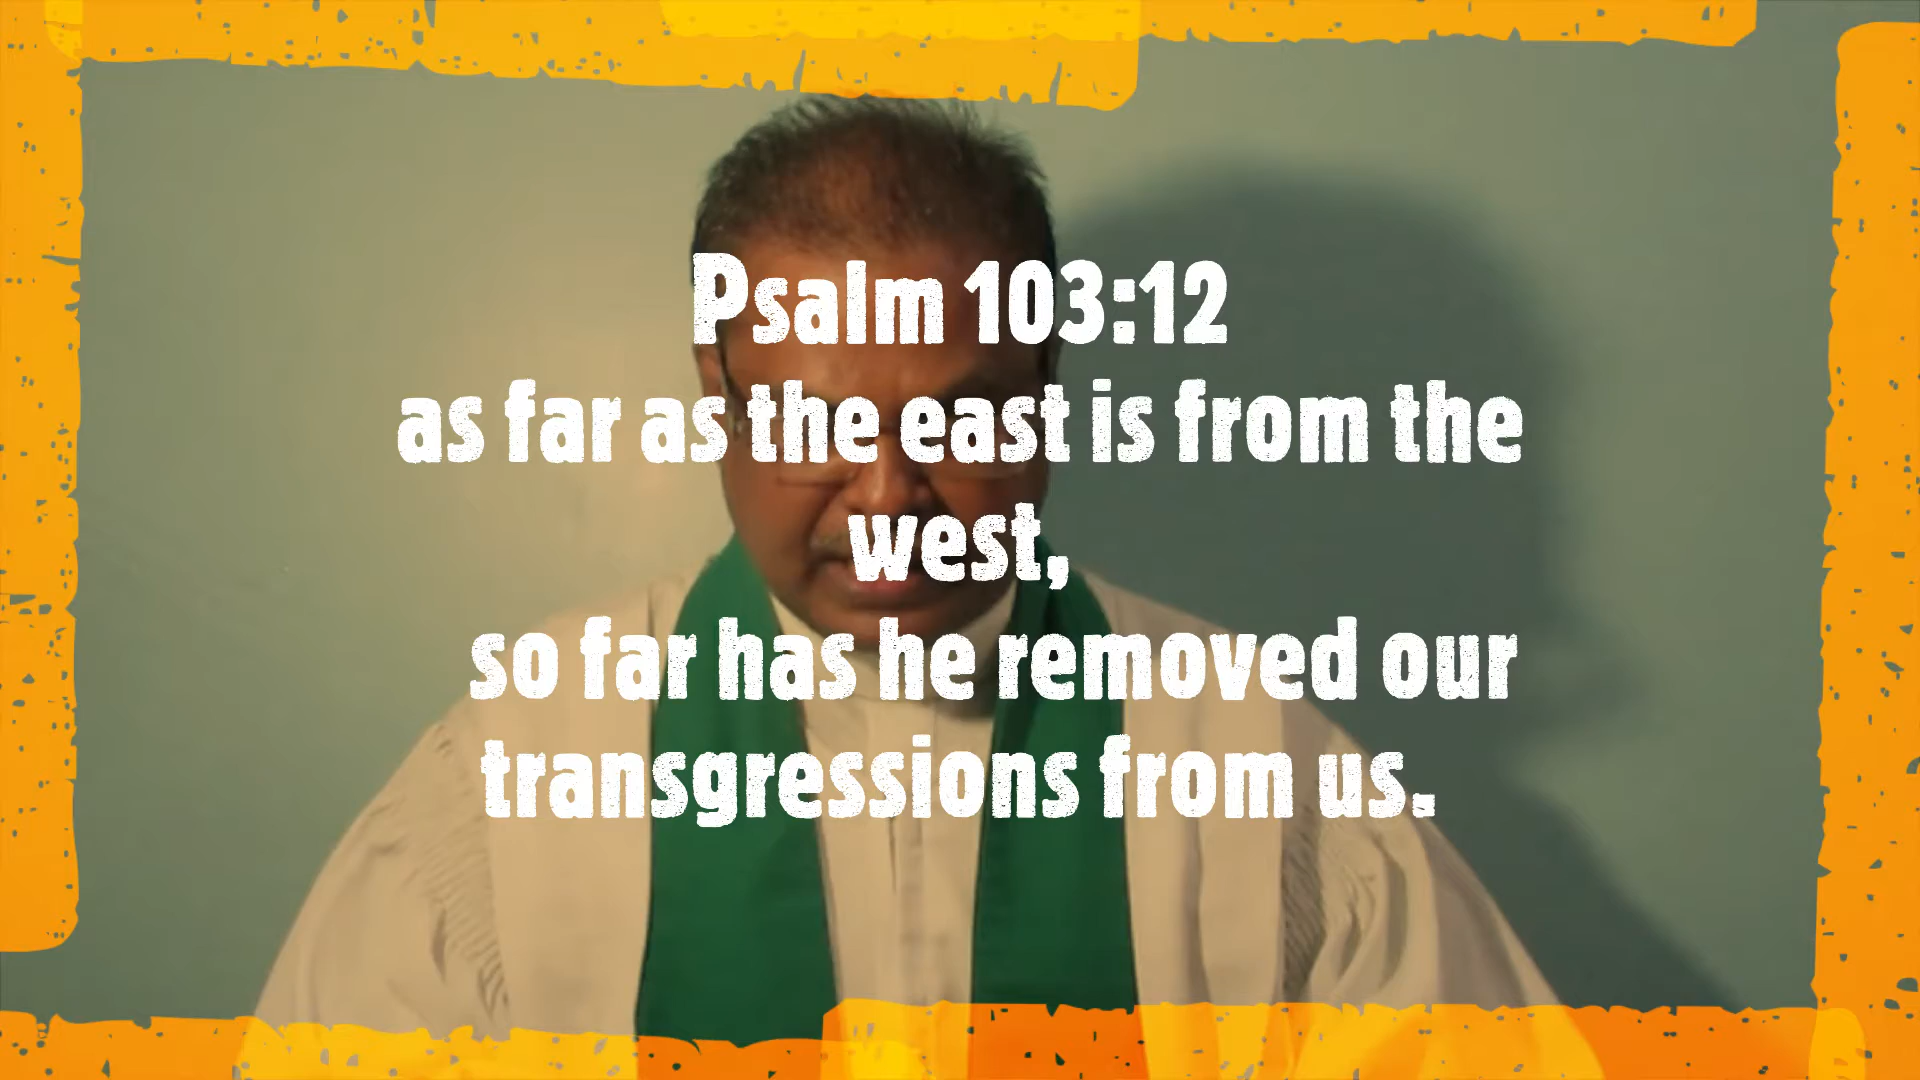 Psalm 103:12
as far as the east is from the
west,
so far has he removed our
transgressions from us.